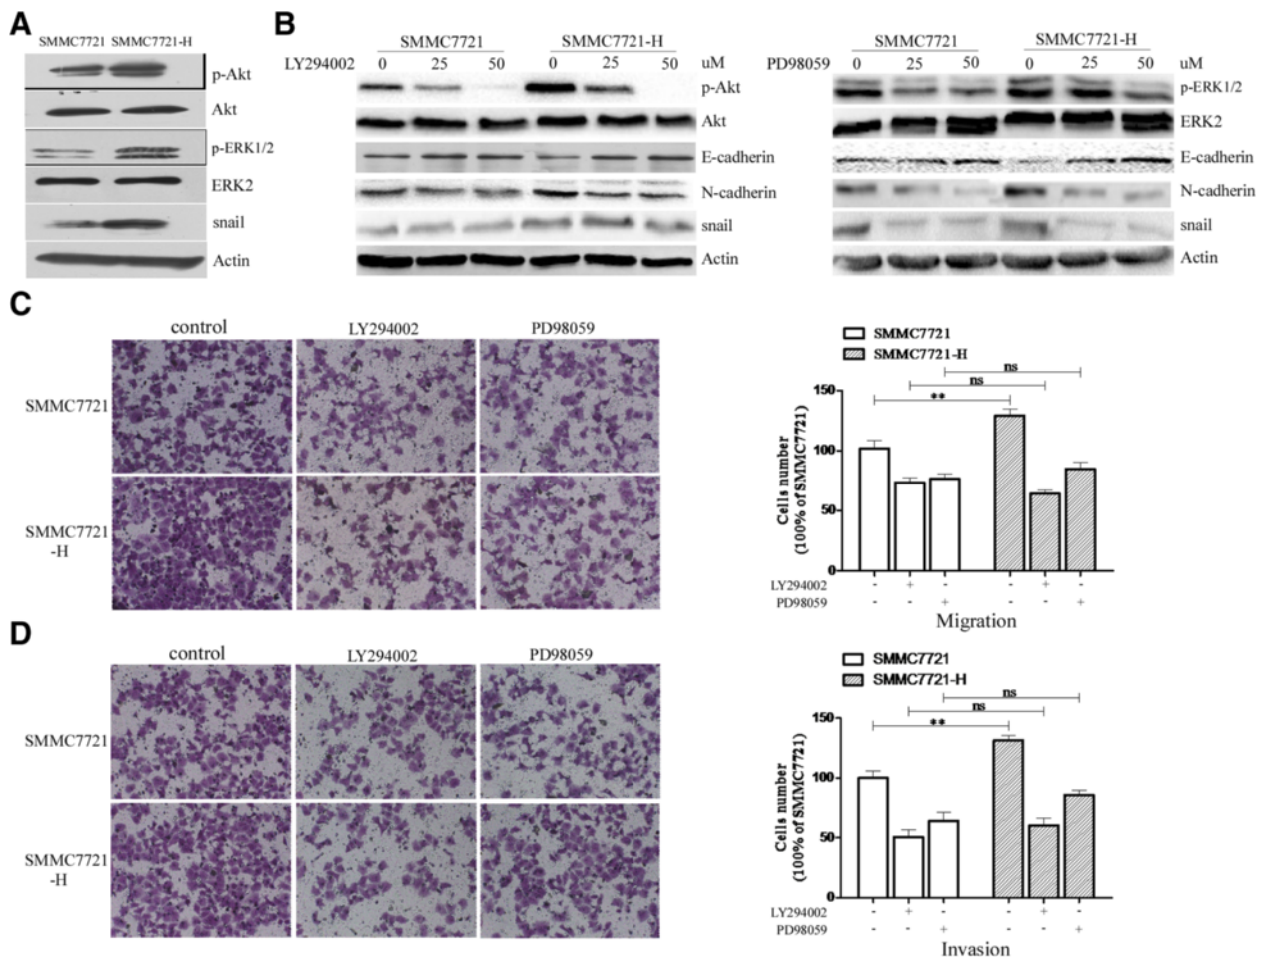 A
SMMC7721 SMMC7721-H
p-Akt
Akt
p-ERK1/2
ERK2
snail
Actin
B
SMMC7721 SMMC7721-H
LY294002 0 25 50 0 25 50 uM
p-Akt
Akt
E-cadherin
N-cadherin
snail
Actin
SMMC7721 SMMC7721-H
PD98059 0 25 50 0 25 50 uM
p-ERK1/2
ERK2
E-cadherin
N-cadherin
snail
Actin
C
control LY294002 PD98059
SMMC7721
SMMC7721
-H
SMMC7721
SMMC7721-H
ns
ns
**
150
100
50
0
Cells number
(100% of SMMC7721)
LY294002 - + - - + -
PD98059 - - + - - +
Migration
D
control LY294002 PD98059
SMMC7721
SMMC7721
-H
SMMC7721
SMMC7721-H
ns
ns
**
150
100
50
0
Cells number
(100% of SMMC7721)
LY294002 - + - - + -
PD98059 - - + - - +
Invasion